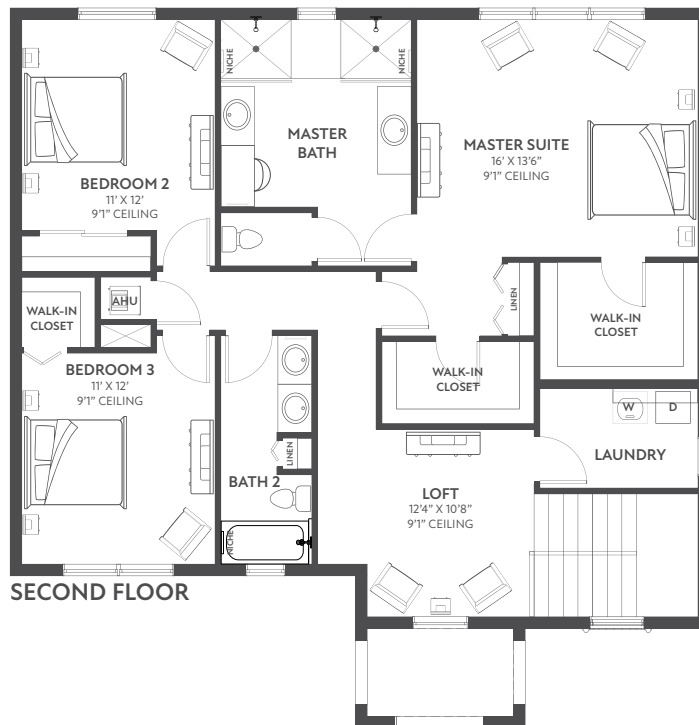 NICHE
NICHE
MASTER
BATH
MASTER SUITE
16' X 13'6"
9'1" CEILING
BEDROOM 2
11' X 12'
9'1" CEILING
AHU
WALK-IN
CLOSET
LINEN
WALK-IN
CLOSET
WALK-IN
CLOSET
BEDROOM 3
11' X 12'
9'1" CEILING
W
D
LAUNDRY
LINEN
BATH 2
LOFT
12'4" X 10'8"
9'1" CEILING
NICHE
SECOND FLOOR